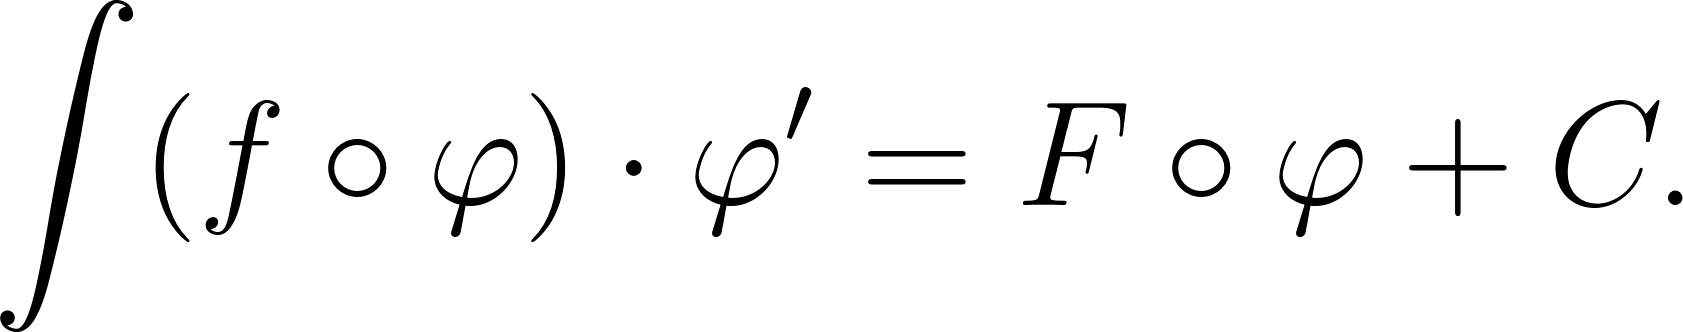 ∫ (f ∘ φ) · φ′ = F ∘ φ + C.